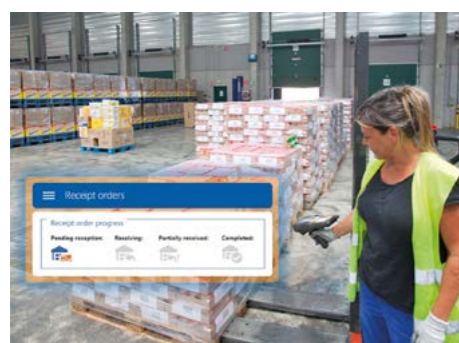 Receipt orders
Receipt order progress
Pending reception: Receiving: Partially received: Completed: